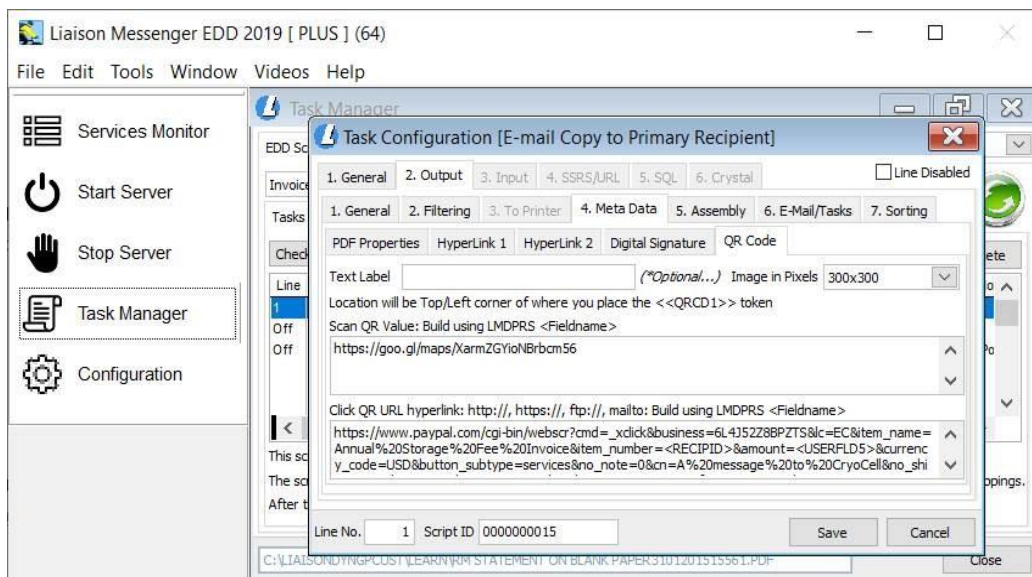 Liaison Messenger EDD 2019 [ PLUS ] (64)
File Edit Tools Window Videos Help
Services Monitor
Start Server
Stop Server
Task Manager
Configuration
Task Manager
EDD Sc
Invoice
Tasks
Check
ete
Line
1
Off
Off
This sc
The sc
ppings.
After t
C:\LIAISONDYNGPCUST\LEARN\RM STATEMENT ON BLANK PAPER3101201515561.PDF
Close
Task Configuration [E-mail Copy to Primary Recipient]
1. General 2. Output 3. Input 4. SSRS/URL 5. SQL 6. Crystal Line Disabled
1. General 2. Filtering 3. To Printer 4. Meta Data 5. Assembly 6. E-Mail/Tasks 7. Sorting
PDF Properties HyperLink 1 HyperLink 2 Digital Signature QR Code
Text Label (*Optional...) Image in Pixels 300x300
Location will be Top/Left corner of where you place the <<QRCD1>> token
Scan QR Value: Build using LMDPRS <Fieldname>
https://goo.gl/maps/XarmZGYioNBrbcm56
Click QR URL hyperlink: http://, https://, ftp://, mailto: Build using LMDPRS <Fieldname>
https://www.paypal.com/cgi-bin/webscr?cmd=_xclick&business=6L4J52Z8BPZTS&lc=EC&item_name=
Annual%20Storage%20Fee%20Invoice&item_number=<RECIPID>&amount=<USERFLD5>&currenc
y_code=USD&button_subtype=services&no_note=0&cn=A%20message%20to%20CryoCell&no_shi
Line No. 1 Script ID 0000000015 Save Cancel